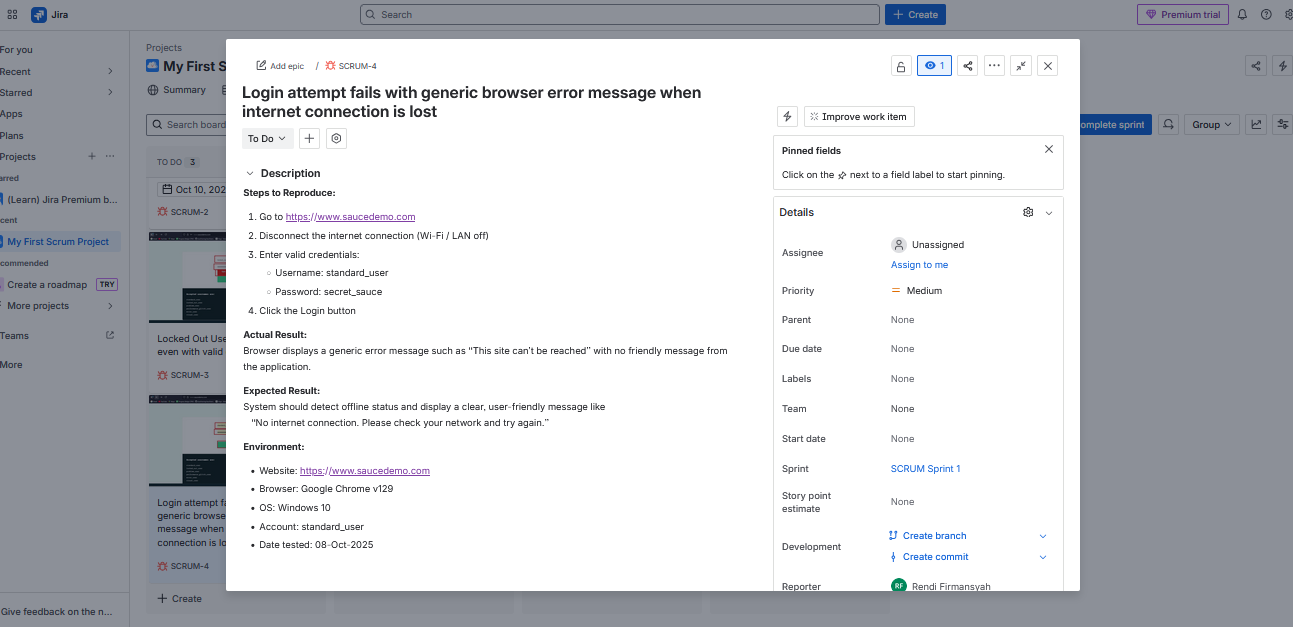 Jira
Search
Create
Premium trial
For you
Recent
Starred
Apps
Plans
Projects
(Learn) Jira Premium b...
My First Scrum Project
Create a roadmap TRY
More projects
Teams
More
Give feedback on the n...
Projects
My First S
Summary
Search board
complete sprint
Group
TO DO 3
Oct 10, 202
SCRUM-2
Locked Out Use
even with valid
SCRUM-3
Login attempt fa
generic browse
message when
connection is lo
SCRUM-4
Create
Add epic / SCRUM-4
1
Login attempt fails with generic browser error message when
internet connection is lost
To Do
Improve work item
Description
Steps to Reproduce:
1. Go to https://www.saucedemo.com
2. Disconnect the internet connection (Wi-Fi / LAN off)
3. Enter valid credentials:
○ Username: standard_user
○ Password: secret_sauce
4. Click the Login button
Actual Result:
Browser displays a generic error message such as “This site can’t be reached” with no friendly message from
the application.
Expected Result:
System should detect offline status and display a clear, user-friendly message like
“No internet connection. Please check your network and try again.”
Environment:
• Website: https://www.saucedemo.com
• Browser: Google Chrome v129
• OS: Windows 10
• Account: standard_user
• Date tested: 08-Oct-2025
Pinned fields
Click on the next to a field label to start pinning.
Details
Assignee
Unassigned
Assign to me
Priority Medium
Parent None
Due date None
Labels None
Team None
Start date None
Sprint SCRUM Sprint 1
Story point
estimate
None
Development
Create branch
Create commit
Reporter RF Rendi Firmansyah